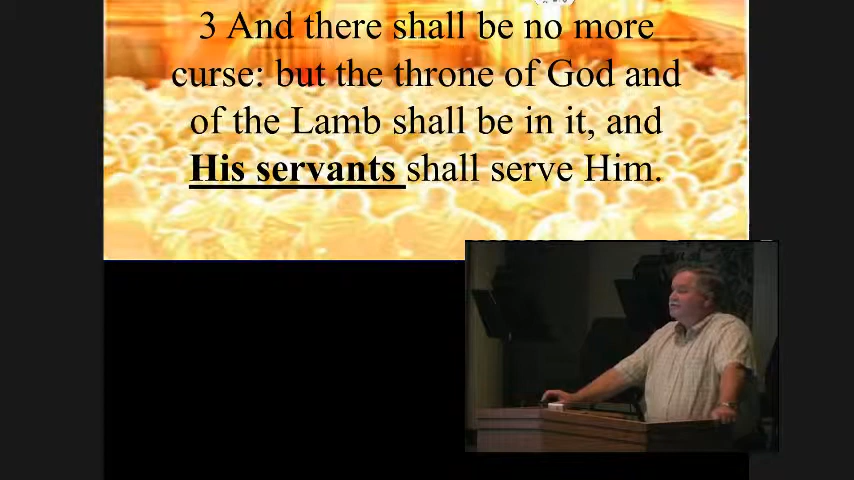 3 And there shall be no more
curse: but the throne of God and
of the Lamb shall be in it, and
His servants shall serve Him.